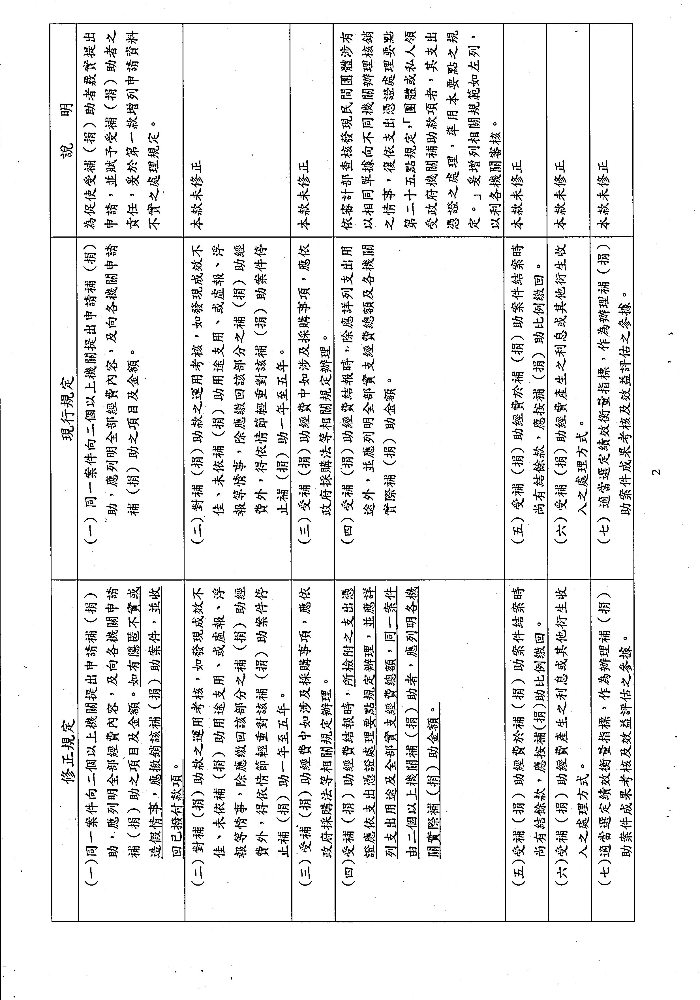 修正規定
現行規定
說 明
(一)同一案件向二個以上機關提出申請補（捐）
助，應列明全部經費內容，及向各機關申請
補（捐）助之項目及金額。如有隱匿不實或
造假情事，應撤銷該補（捐）助案件，並收
回已撥付款項。
(一) 同一案件向二個以上機關提出申請補（捐）
助，應列明全部經費內容，及向各機關申請
補（捐）助之項目及金額。
為促使受補（捐）助者覈實提出
申請，並賦予受補（捐）助者之
責任，爰於第一款增列申請資料
不實之處理規定。
(二)對補（捐）助款之運用考核，如發現成效不
佳、未依補（捐）助用途支用、或虛報、浮
報等情事，除應繳回該部分之補（捐）助經
費外，得依情節輕重對該補（捐）助案件停
止補（捐）助一年至五年。
(二)對補（捐）助款之運用考核，如發現成效不
佳、未依補（捐）助用途支用、或虛報、浮
報等情事，除應繳回該部分之補（捐）助經
費外，得依情節輕重對該補（捐）助案件停
止補（捐）助一年至五年。
本款未修正
(三)受補（捐）助經費中如涉及採購事項，應依
政府採購法等相關規定辦理。
(三)受補（捐）助經費中如涉及採購事項，應依
政府採購法等相關規定辦理。
本款未修正
(四)受補（捐）助經費結報時，所檢附之支出憑
證應依支出憑證處理要點規定辦理，並應詳
列支出用途及全部實支經費總額，同一案件
由二個以上機關補（捐）助者，應列明各機
關實際補（捐）助金額。
(四) 受補（捐）助經費結報時，除應詳列支出用
途外，並應列明全部實支經費總額及各機關
實際補（捐）助金額。
依審計部查核發現民間團體涉有
以相同單據向不同機關辦理核銷
之情事，復依支出憑證處理要點
第二十五點規定，「團體或私人領
受政府機關補助款項者，其支出
憑證之處理，準用本要點之規
定。」爰增列相關規範如左列，
以利各機關審核。
(五)受補（捐）助經費於補（捐）助案件結案時
尚有結餘款，應按補(捐)助比例繳回。
(五) 受補（捐）助經費於補（捐）助案件結案時
尚有結餘款，應按補（捐）助比例繳回。
本款未修正
(六)受補（捐）助經費產生之利息或其他衍生收
入之處理方式。
(六) 受補（捐）助經費產生之利息或其他衍生收
入之處理方式。
本款未修正
(七)適當選定績效衡量指標，作為辦理補（捐）
助案件成果考核及效益評估之參據。
(七) 適當選定績效衡量指標，作為辦理補（捐）
助案件成果考核及效益評估之參據。
本款未修正
2